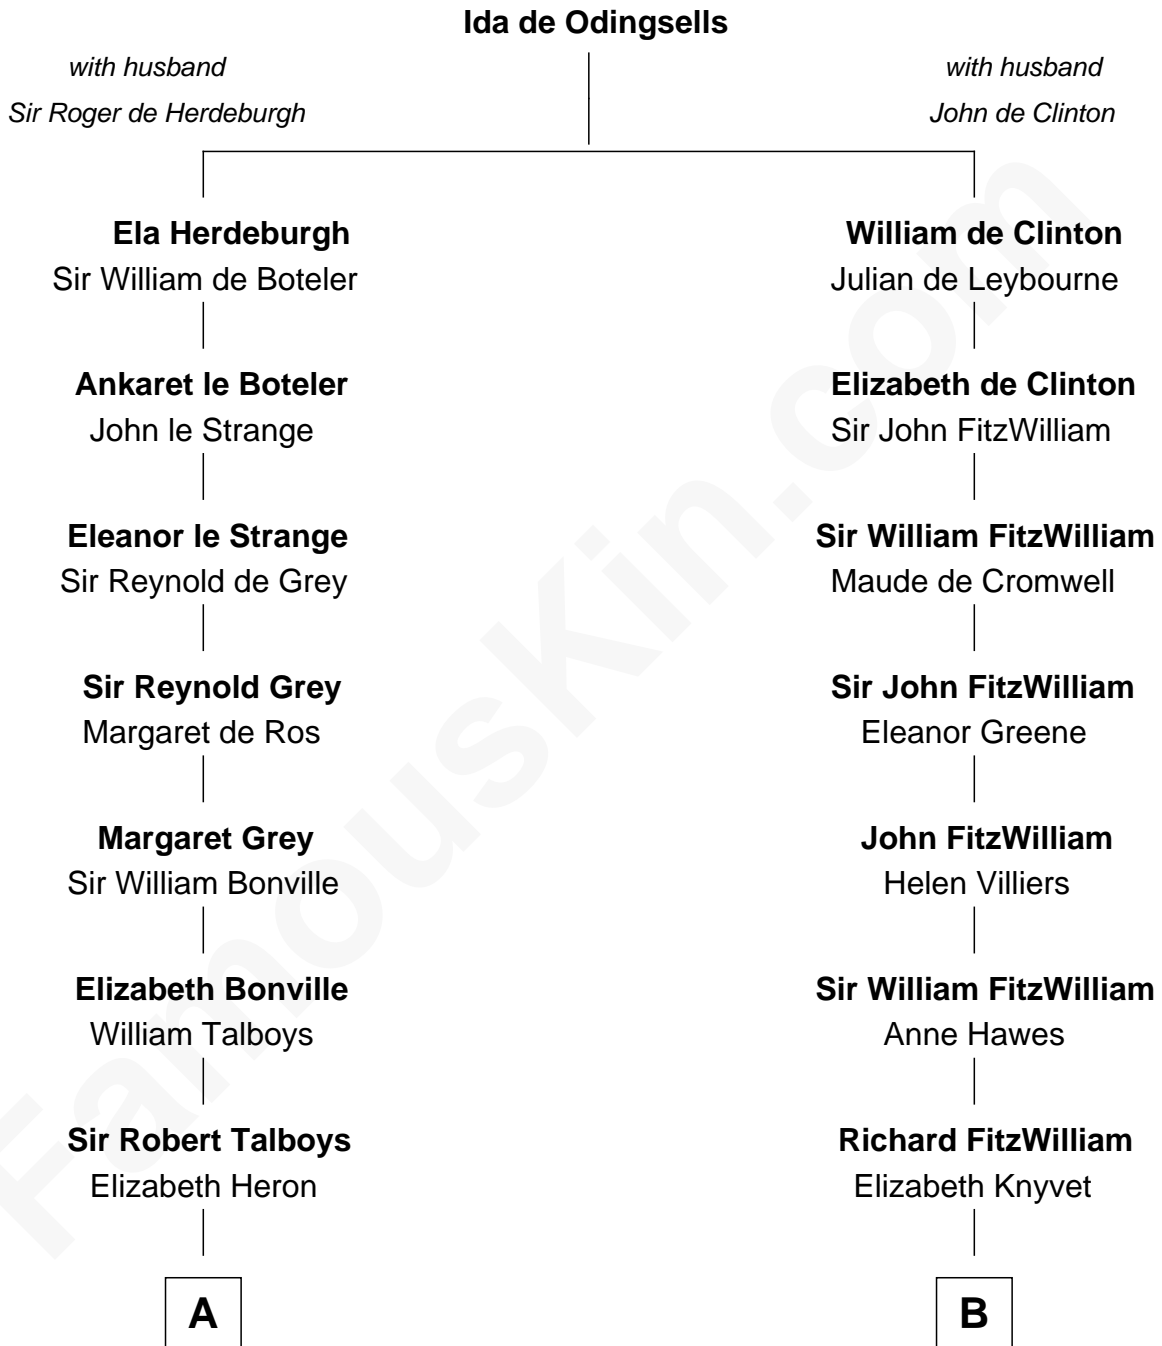 Ida de Odingsells
with husband
Sir Roger de Herdeburgh
with husband
John de Clinton
Ela Herdeburgh
Sir William de Boteler
William de Clinton
Julian de Leybourne
Ankaret le Boteler
John le Strange
Elizabeth de Clinton
Sir John FitzWilliam
Eleanor le Strange
Sir Reynold de Grey
Sir William FitzWilliam
Maude de Cromwell
Sir Reynold Grey
Margaret de Ros
Sir John FitzWilliam
Eleanor Greene
Margaret Grey
Sir William Bonville
John FitzWilliam
Helen Villiers
Elizabeth Bonville
William Talboys
Sir William FitzWilliam
Anne Hawes
Sir Robert Talboys
Elizabeth Heron
Richard FitzWilliam
Elizabeth Knyvet
A
B
FamousKin.com